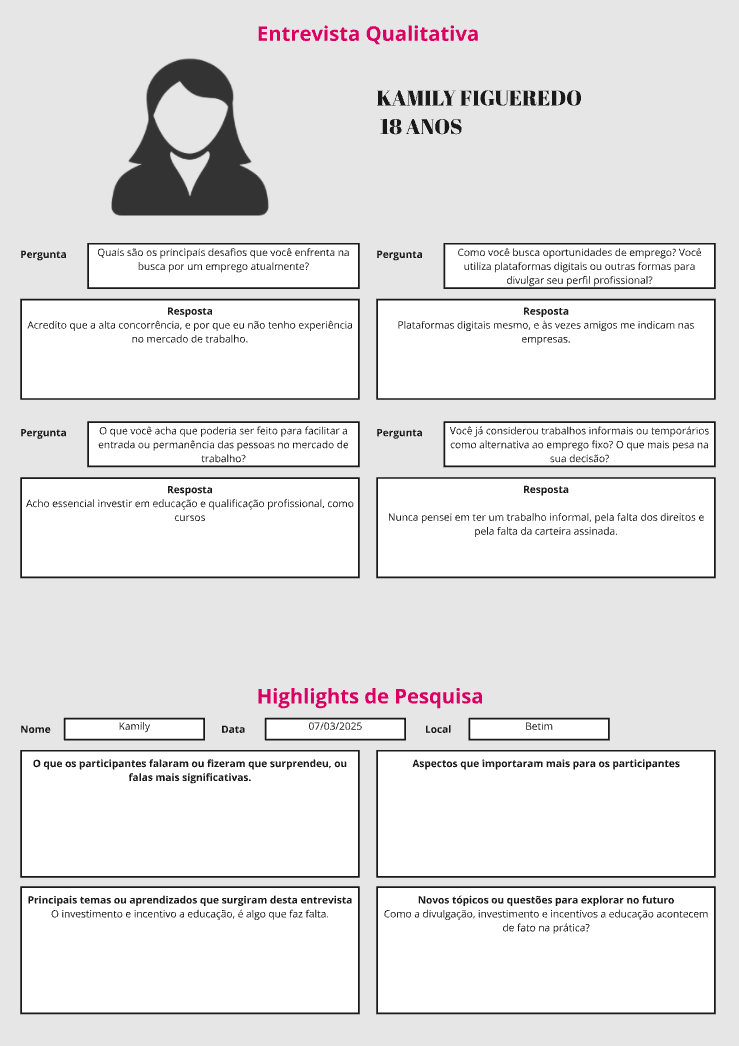 Entrevista Qualitativa
KAMILY FIGUEREDO
18 ANOS
Pergunta
Quais são os principais desafios que você enfrenta na
busca por um emprego atualmente?
Resposta
Acredito que a alta concorrência, e por que eu não tenho experiência
no mercado de trabalho.
Pergunta
Como você busca oportunidades de emprego? Você
utiliza plataformas digitais ou outras formas para
divulgar seu perfil profissional?
Resposta
Plataformas digitais mesmo, e às vezes amigos me indicam nas
empresas.
Pergunta
O que você acha que poderia ser feito para facilitar a
entrada ou permanência das pessoas no mercado de
trabalho?
Resposta
Acho essencial investir em educação e qualificação profissional, como
cursos
Pergunta
Você já considerou trabalhos informais ou temporários
como alternativa ao emprego fixo? O que mais pesa na
sua decisão?
Resposta
Nunca pensei em ter um trabalho informal, pela falta dos direitos e
pela falta da carteira assinada.
Highlights de Pesquisa
Nome
Kamily
Data
07/03/2025
Local
Betim
O que os participantes falaram ou fizeram que surprendeu, ou
falas mais significativas.
Aspectos que importaram mais para os participantes
Principais temas ou aprendizados que surgiram desta entrevista
O investimento e incentivo a educação, é algo que faz falta.
Novos tópicos ou questões para explorar no futuro
Como a divulgação, investimento e incentivos a educação acontecem
de fato na prática?